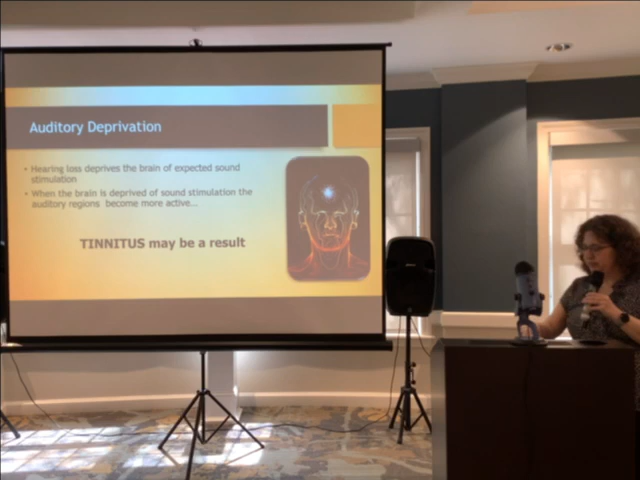 Auditory Deprivation
• Hearing loss deprives the brain of expected sound
stimulation
• When the brain is deprived of sound stimulation the
auditory regions become more active...
TINNITUS may be a result